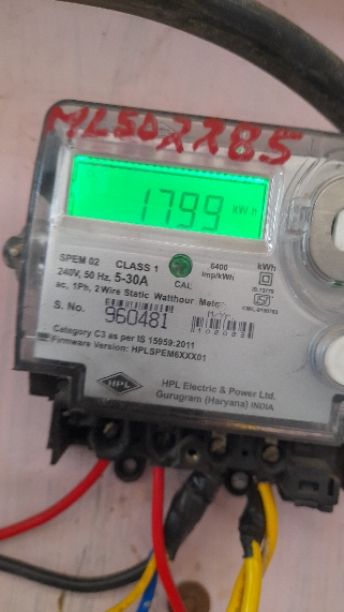 ML502285
1799 kWh
SPEM 02 CLASS 1 6400 kWh
240V, 50 Hz. 5-30A CAL imp/kWh
ac, 1Ph, 2 Wire Static Watthour Meter
S. No. 960481
Category C3 as per IS 15959:2011
Firmware Version: HPLSPEM6XXX01
HPL
HPL Electric & Power Ltd.
Gurugram (Haryana) INDIA